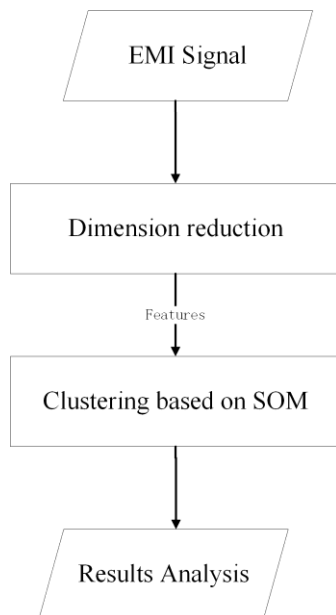 EMI Signal
Dimension reduction
Features
Clustering based on SOM
Results Analysis